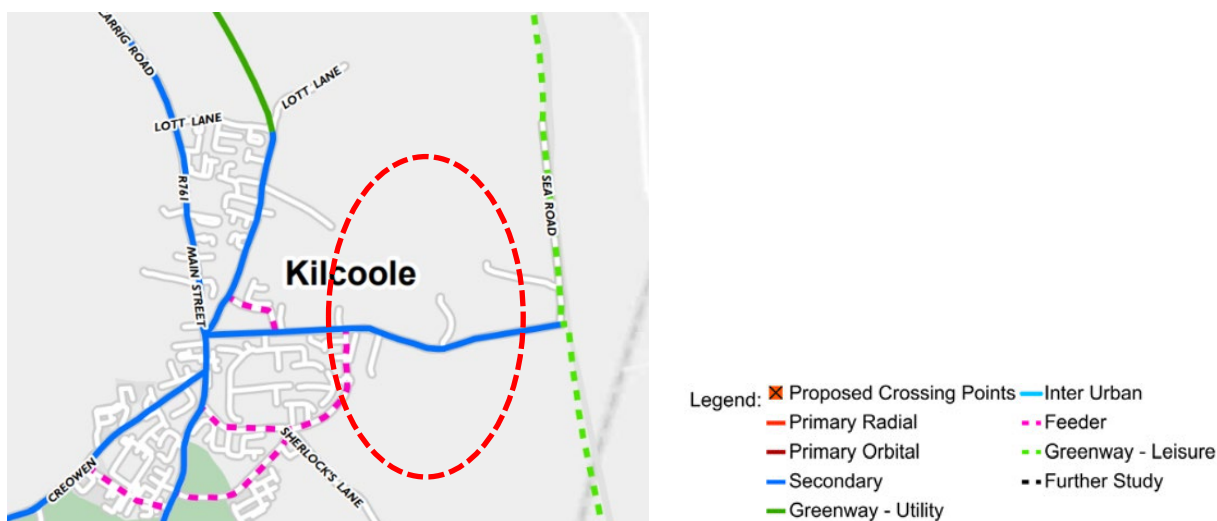 CARRIG ROAD
LOTT LANE
LOTT LANE
R761
SEA ROAD
MAIN STREET
Kilcoole
SHERLOCK'S LANE
CREOWEN
Legend:
Proposed Crossing Points
Primary Radial
Primary Orbital
Secondary
Greenway - Utility
Inter Urban
Feeder
Greenway - Leisure
Further Study